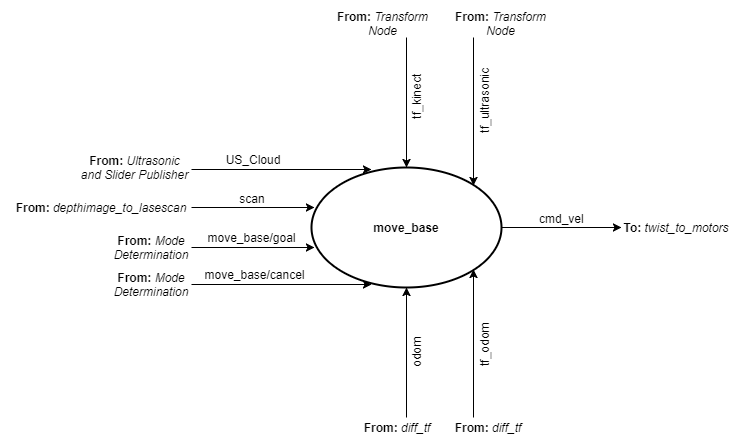 From: Transform
Node
From: Transform
Node
tf_kinect
tf_ultrasonic
From: Ultrasonic
and Slider Publisher
US_Cloud
From: depthimage_to_lasescan
scan
From: Mode
Determination
move_base/goal
From: Mode
Determination
move_base/cancel
move_base
cmd_vel
To: twist_to_motors
odom
tf_odom
From: diff_tf
From: diff_tf